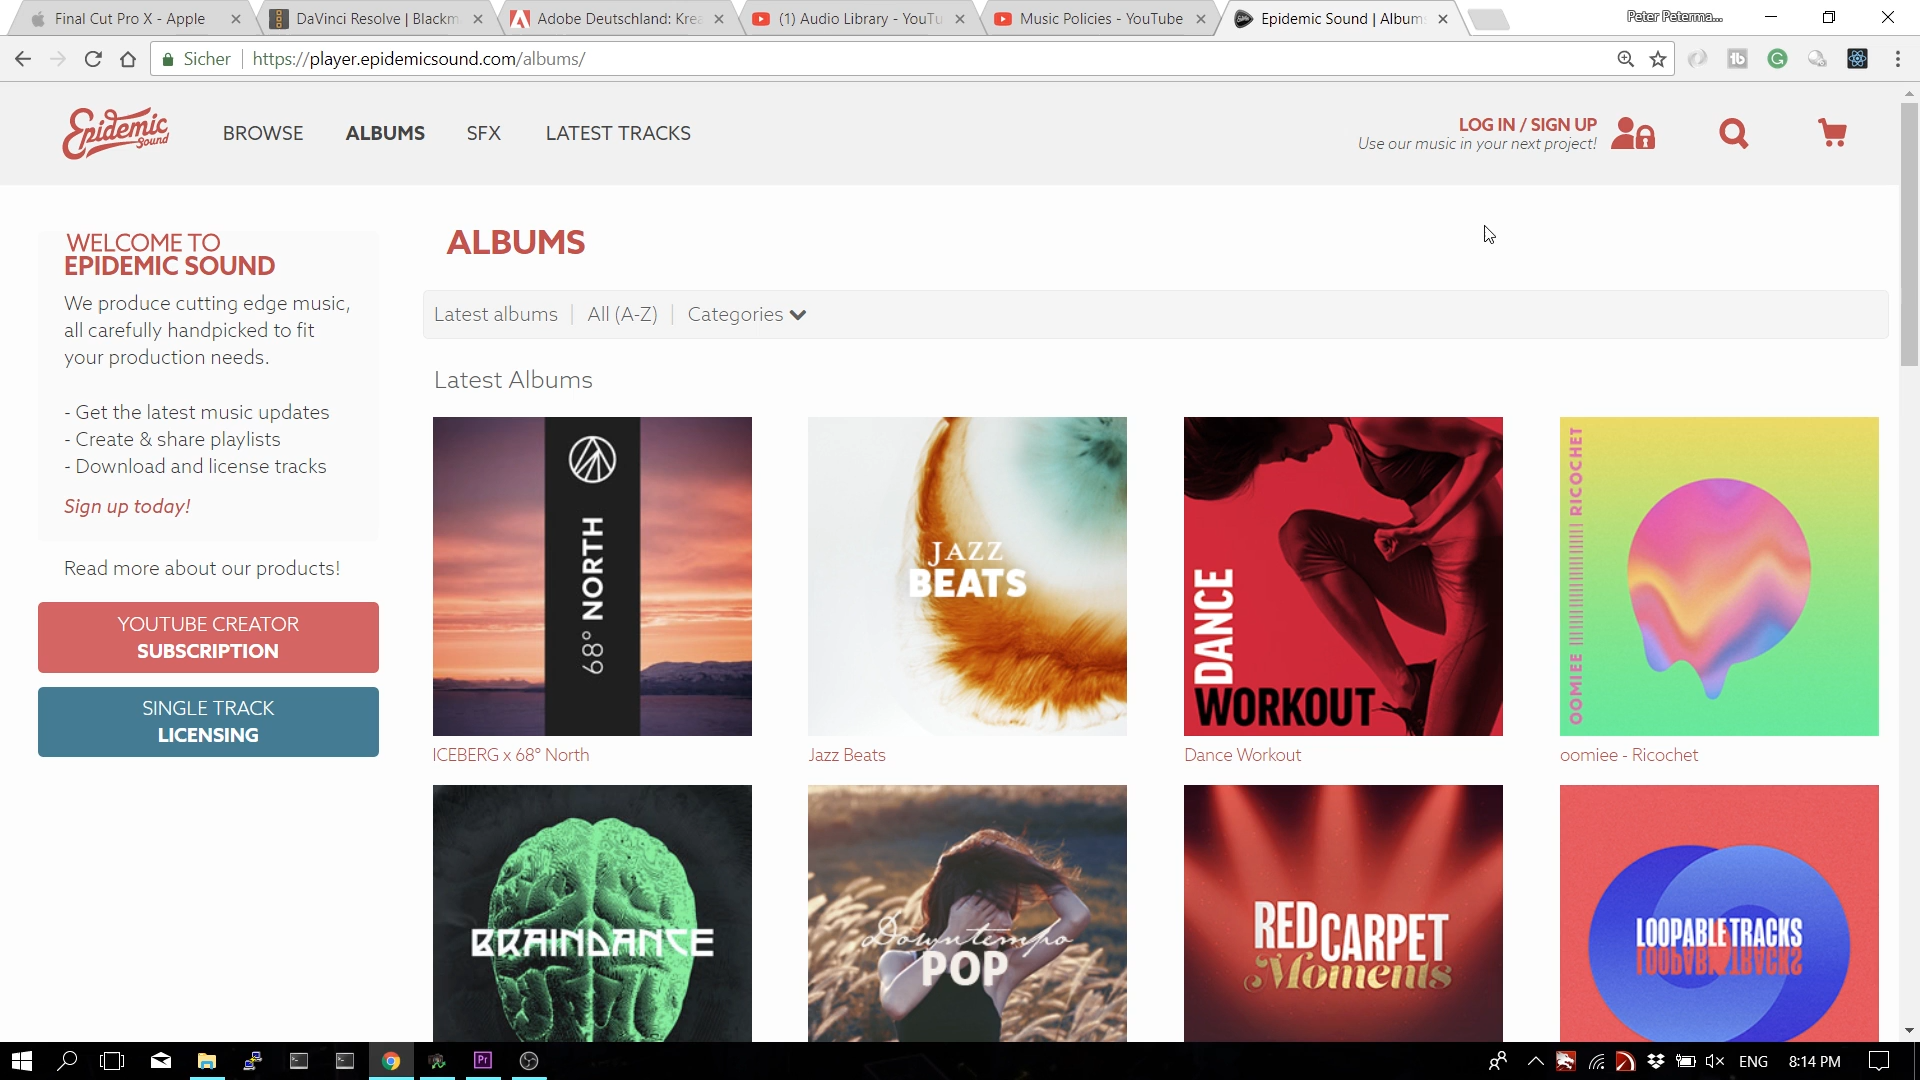 Final Cut Pro X - Apple
DaVinci Resolve | Blackm
Adobe Deutschland: Krea
(1) Audio Library - YouTu
Music Policies - YouTube
Epidemic Sound | Album
Peter Peterma...
Sicher
https://player.epidemicsound.com/albums/
Epidemic Sound
BROWSE
ALBUMS
SFX
LATEST TRACKS
LOG IN / SIGN UP
Use our music in your next project!
WELCOME TO
EPIDEMIC SOUND
We produce cutting edge music,
all carefully handpicked to fit
your production needs.
- Get the latest music updates
- Create & share playlists
- Download and license tracks
Sign up today!
Read more about our products!
YOUTUBE CREATOR
SUBSCRIPTION
SINGLE TRACK
LICENSING
ALBUMS
Latest albums
All (A-Z)
Categories
Latest Albums
68° NORTH
JAZZ
BEATS
DANCE
WORKOUT
OOMIEE
RICOCHET
ICEBERG x 68° North
Jazz Beats
Dance Workout
oomiee - Ricochet
BRAINDANCE
Downtempo
POP
RED CARPET
Moments
LOOPABLE TRACKS
Pr
ENG
8:14 PM